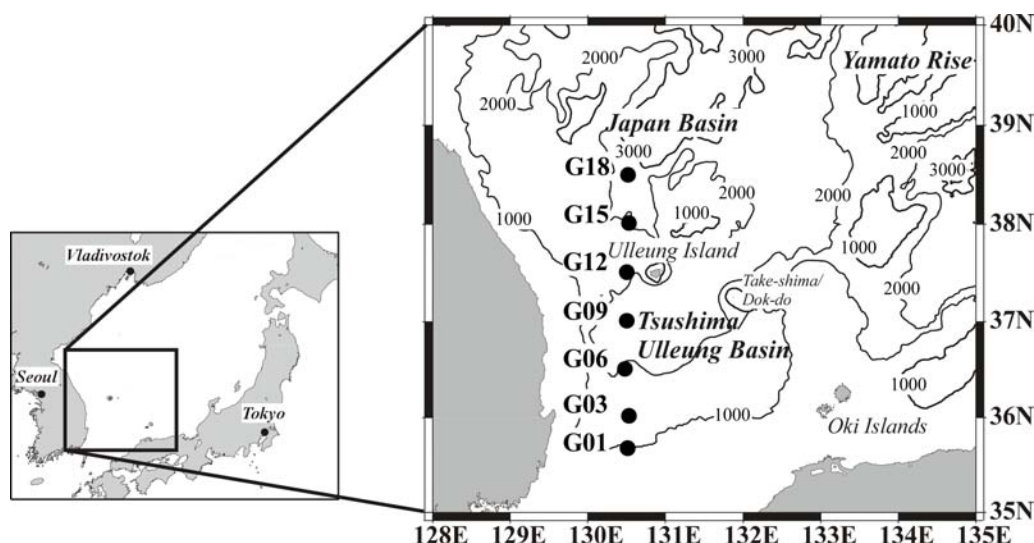 Vladivostok
Seoul
Tokyo
40N
2000
3000
Yamato Rise
2000
1000
39N
Japan Basin
3000
2000
G18
3000
2000
G15
1000
1000
38N
1000
Ulleung Island
G12
2000
Take-shima/
Dok-do
G09
Tsushima/
37N
Ulleung Basin
G06
1000
G03
1000
36N
Oki Islands
G01
35N
128E
129E
130E
131E
132E
133E
134E
135E